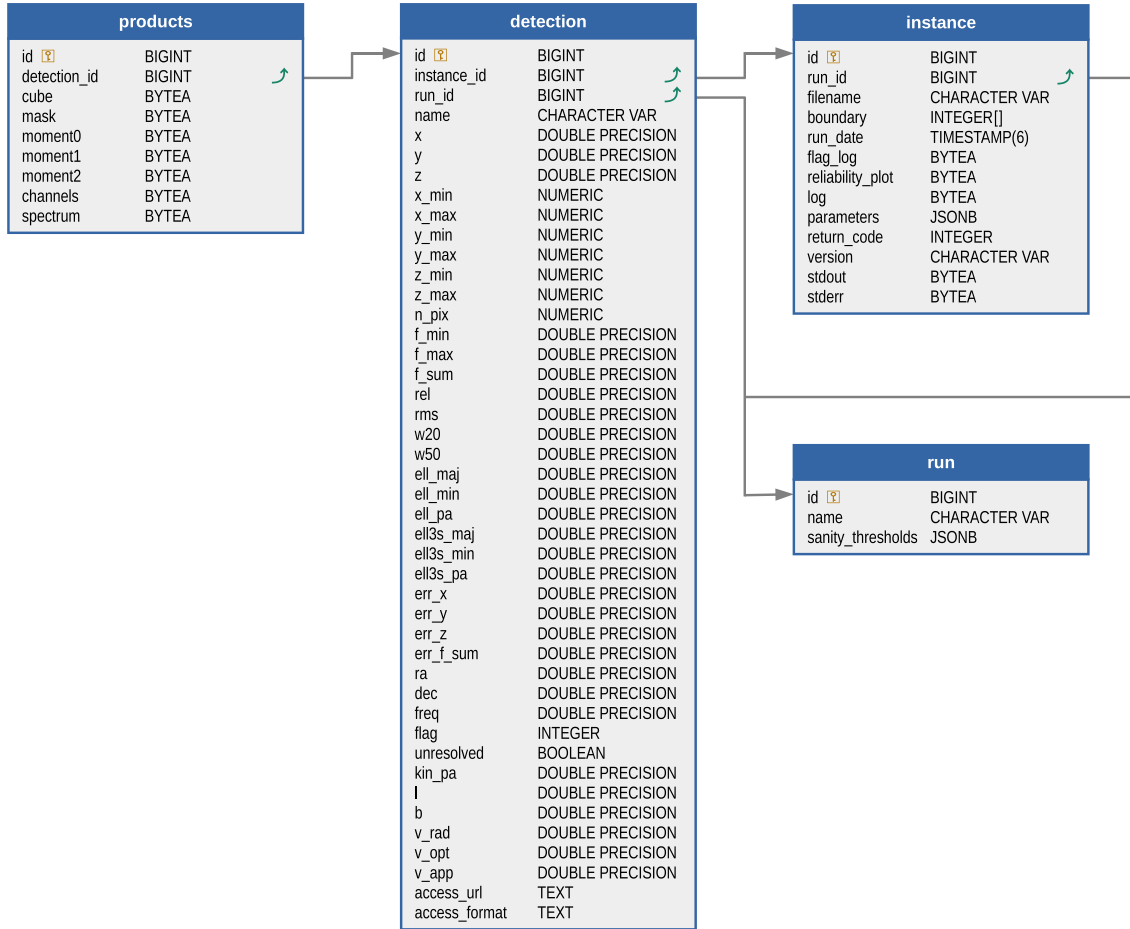 products
id BIGINT
detection_id BIGINT
cube BYTEA
mask BYTEA
moment0 BYTEA
moment1 BYTEA
moment2 BYTEA
channels BYTEA
spectrum BYTEA
detection
id BIGINT
instance_id BIGINT
run_id BIGINT
name CHARACTER VAR
x DOUBLE PRECISION
y DOUBLE PRECISION
z DOUBLE PRECISION
x_min NUMERIC
x_max NUMERIC
y_min NUMERIC
y_max NUMERIC
z_min NUMERIC
z_max NUMERIC
n_pix NUMERIC
f_min DOUBLE PRECISION
f_max DOUBLE PRECISION
f_sum DOUBLE PRECISION
rel DOUBLE PRECISION
rms DOUBLE PRECISION
w20 DOUBLE PRECISION
w50 DOUBLE PRECISION
ell_maj DOUBLE PRECISION
ell_min DOUBLE PRECISION
ell_pa DOUBLE PRECISION
ell3s_maj DOUBLE PRECISION
ell3s_min DOUBLE PRECISION
ell3s_pa DOUBLE PRECISION
err_x DOUBLE PRECISION
err_y DOUBLE PRECISION
err_z DOUBLE PRECISION
err_f_sum DOUBLE PRECISION
ra DOUBLE PRECISION
dec DOUBLE PRECISION
freq DOUBLE PRECISION
flag INTEGER
unresolved BOOLEAN
kin_pa DOUBLE PRECISION
l DOUBLE PRECISION
b DOUBLE PRECISION
v_rad DOUBLE PRECISION
v_opt DOUBLE PRECISION
v_app DOUBLE PRECISION
access_url TEXT
access_format TEXT
instance
id BIGINT
run_id BIGINT
filename CHARACTER VAR
boundary INTEGER[]
run_date TIMESTAMP(6)
flag_log BYTEA
reliability_plot BYTEA
log BYTEA
parameters JSONB
return_code INTEGER
version CHARACTER VAR
stdout BYTEA
stderr BYTEA
run
id BIGINT
name CHARACTER VAR
sanity_thresholds JSONB